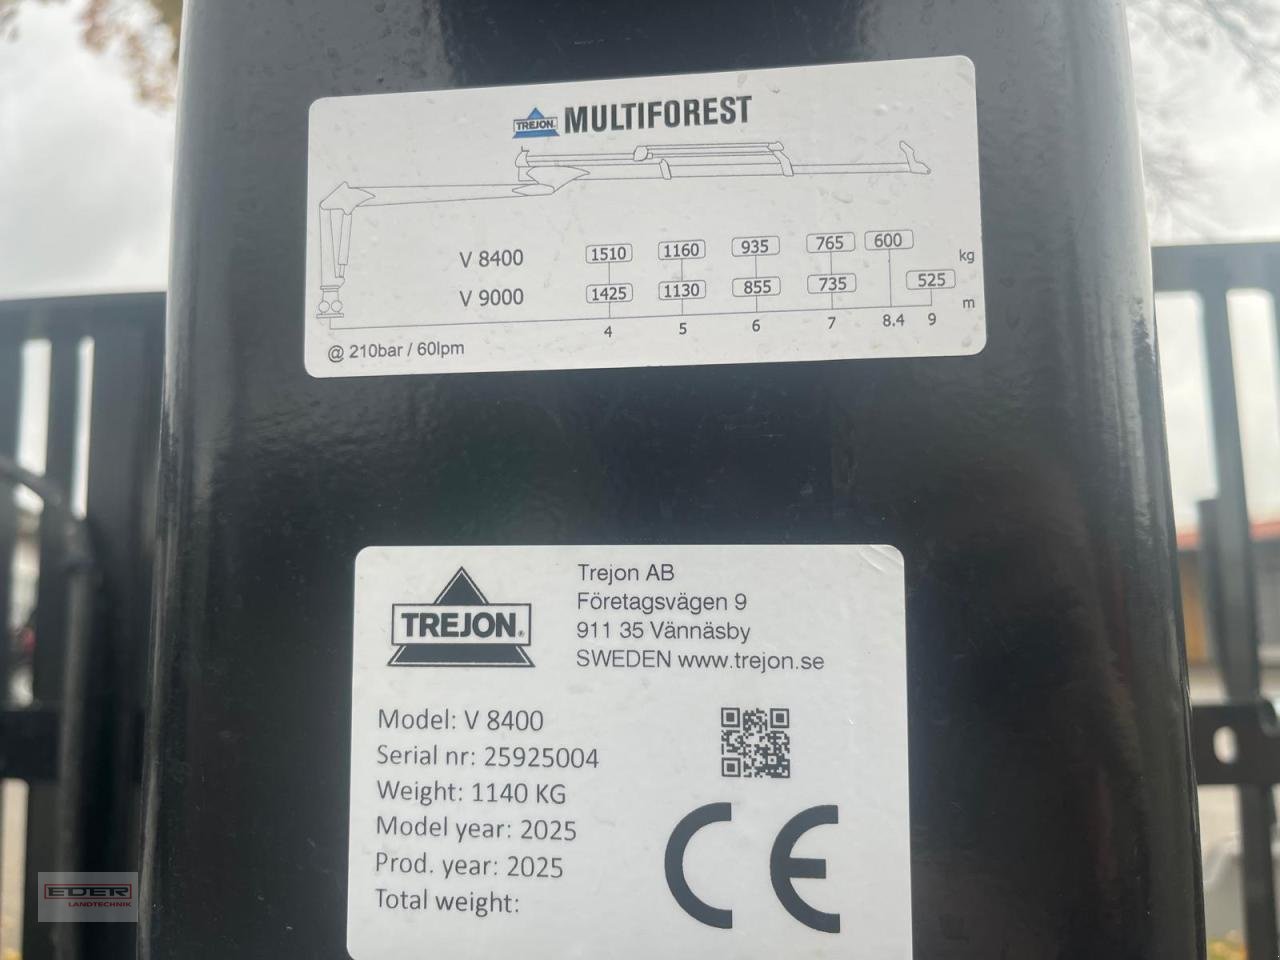 TREJON. MULTIFOREST
V 8400 1510 1160 935 765 600 kg
V 9000 1425 1130 855 735 525 m
4 5 6 7 8.4 9
@ 210bar / 60lpm
TREJON®
Trejon AB
Företagsvägen 9
911 35 Vännäsby
SWEDEN www.trejon.se
Model: V 8400
Serial nr: 25925004
Weight: 1140 KG
Model year: 2025
Prod. year: 2025
Total weight:
CE
EDER
LANDTECHNIK